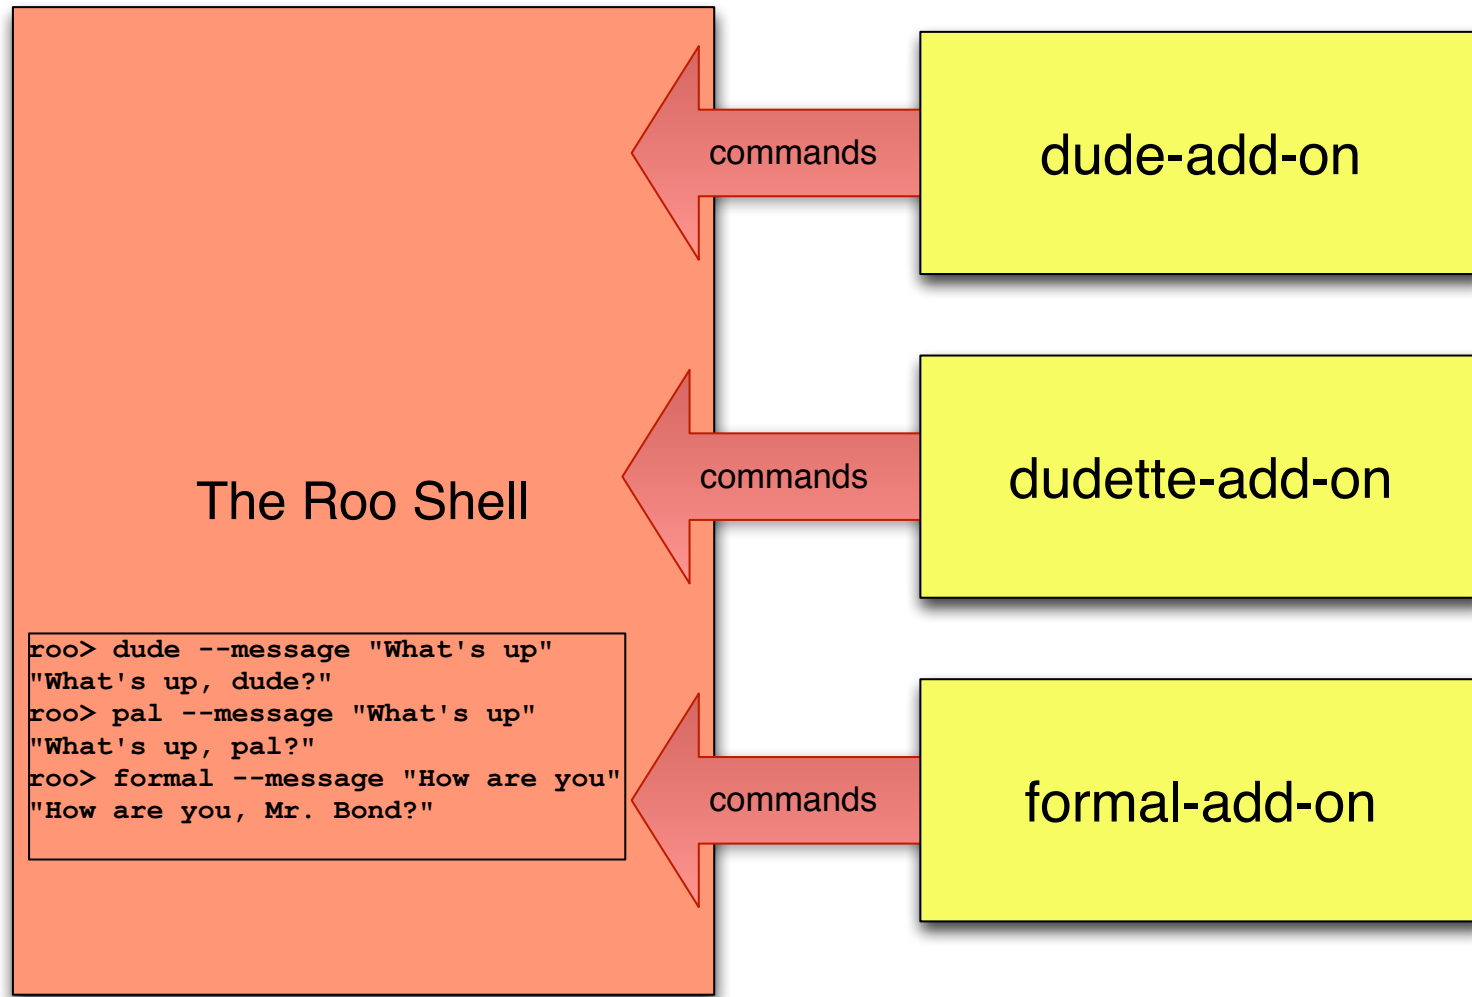 commands
dude-add-on
commands
dudette-add-on
The Roo Shell
roo> dude --message "What's up"
"What's up, dude?"
roo> pal --message "What's up"
"What's up, pal?"
roo> formal --message "How are you"
"How are you, Mr. Bond?"
commands
formal-add-on